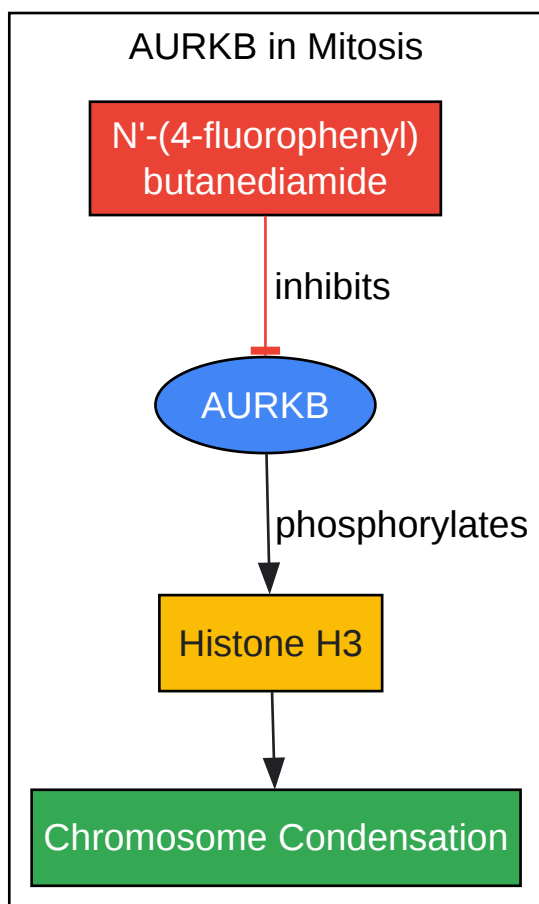 AURKB in Mitosis
N'-(4-fluorophenyl)
butanediamide
inhibits
AURKB
phosphorylates
Histone H3
Chromosome Condensation